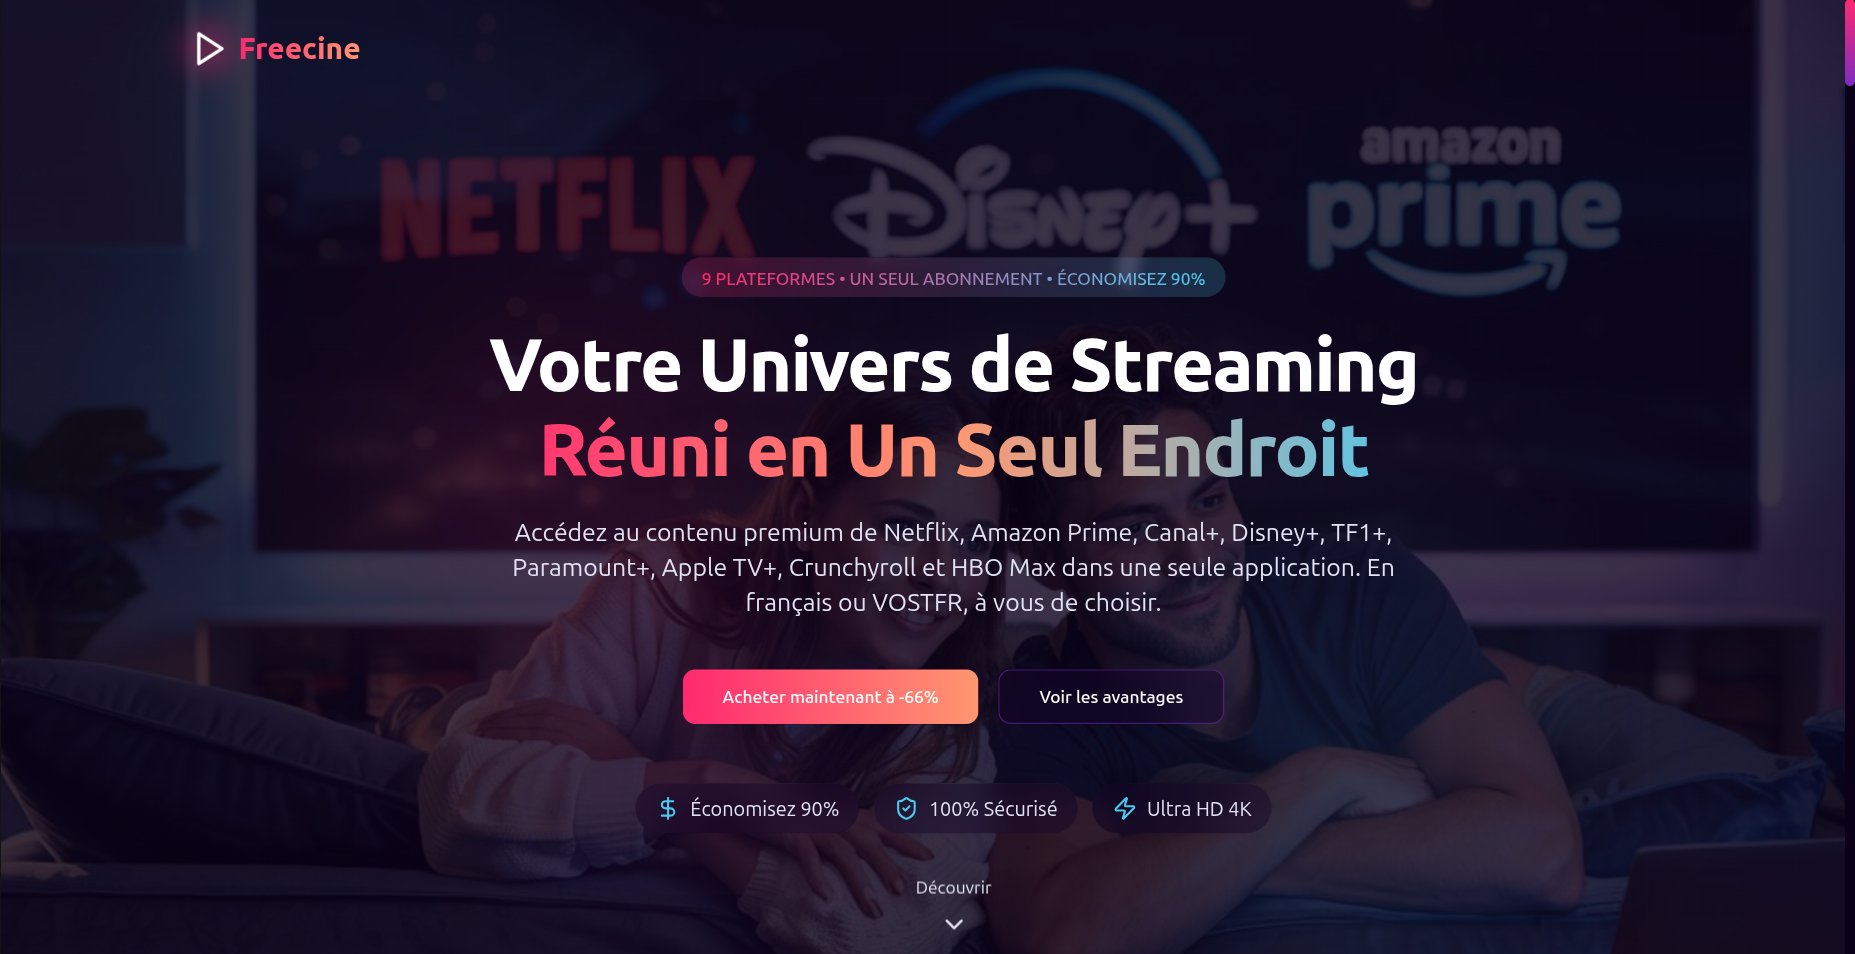 Freecine
NETFLIX
Disney+
amazon
prime
9 PLATEFORMES • UN SEUL ABONNEMENT • ÉCONOMISEZ 90%
Votre Univers de Streaming
Réuni en Un Seul Endroit
Accédez au contenu premium de Netflix, Amazon Prime, Canal+, Disney+, TF1+,
Paramount+, Apple TV+, Crunchyroll et HBO Max dans une seule application. En
français ou VOSTFR, à vous de choisir.
Acheter maintenant à -66%
Voir les avantages
Économisez 90%
100% Sécurisé
Ultra HD 4K
Découvrir